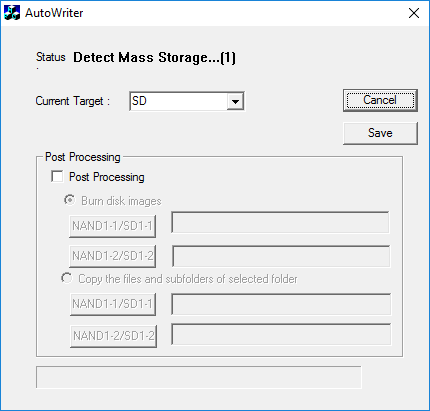 AutoWriter
Status Detect Mass Storage...(1)
:
Current Target : SD
Cancel
Save
Post Processing
Post Processing
Burn disk images
NAND1-1/SD1-1
NAND1-2/SD1-2
Copy the files and subfolders of selected folder
NAND1-1/SD1-1
NAND1-2/SD1-2